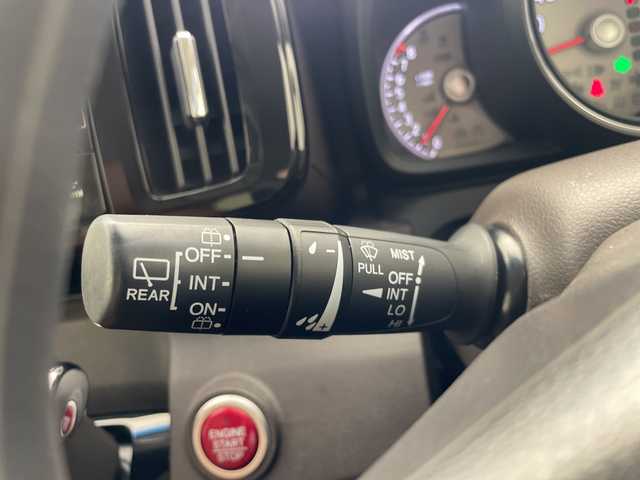 REAR
OFF
INT
ON
PULL
MIST
OFF
INT
LO
HI
ENGINE
START
STOP